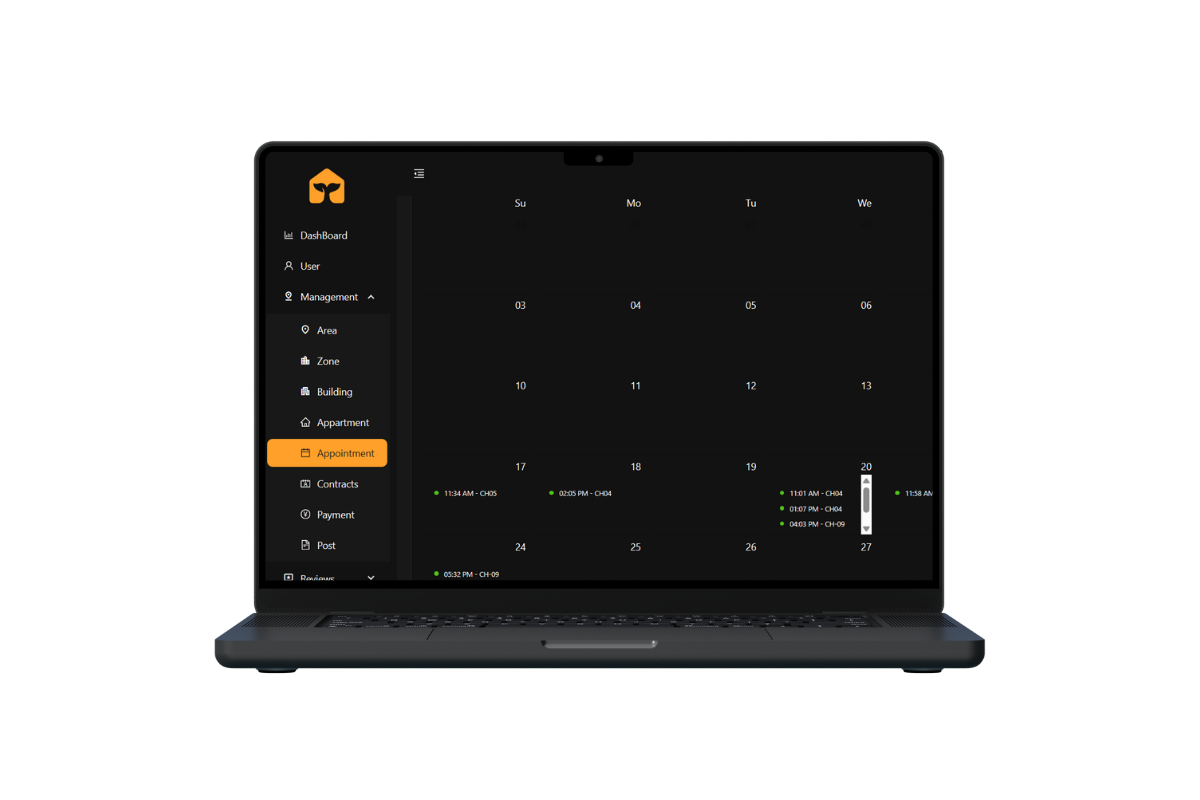 DashBoard
User
Management
Area
Zone
Building
Appartment
Appointment
Contracts
Payment
Post
Reviews
Su Mo Tu We
03 04 05 06
10 11 12 13
17 18 19 20
11:34 AM - CH05 02:05 PM - CH04 11:01 AM - CH04 11:58 AM
01:07 PM - CH04
04:03 PM - CH-09
24 25 26 27
05:32 PM - CH-09